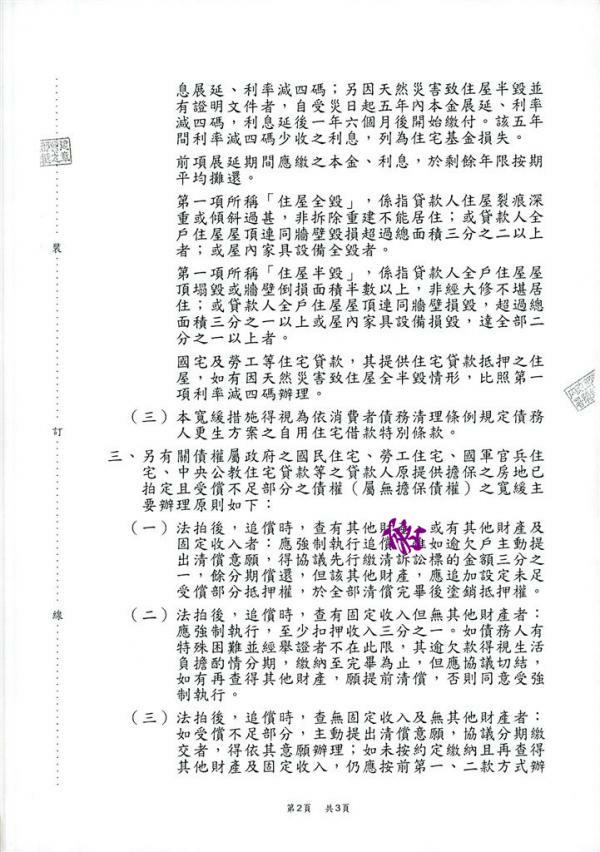 息展延、利率減四碼；另因天然災害致住屋半毀並
有證明文件者，自受災日起五年內本金展延、利率
減四碼，利息延後一年六個月後開始繳付。該五年
間利率減四碼少收之利息，列為住宅基金損失。
前項展延期間應繳之本金、利息，於剩餘年限按期
平均攤還。
第一項所稱「住屋全毀」，係指貸款人住屋裂痕深
重或傾斜過甚，非拆除重建不能居住；或貸款人全
戶住屋屋頂連同牆壁毀損超過總面積三分之二以上
者；或屋內家具設備全毀者。
第一項所稱「住屋半毀」，係指貸款人全戶住屋屋
頂塌毀或牆壁倒損面積半數以上，非經大修不堪居
住；或貸款人全戶住屋屋頂連同牆壁毀損，超過總
面積三分之一以上或屋內家具設備損毀，達全部二
分之一以上者。
國宅及勞工等住宅貸款，其提供住宅貸款抵押之住
屋，如有因天然災害致住屋全半毀情形，比照第一
項利率減四碼辦理。
（三）本寬緩措施得視為依消費者債務清理條例規定債務
人更生方案之自用住宅借款特別條款。
三、另有關債權屬政府之國民住宅、勞工住宅、國軍官兵住
宅、中央公教住宅貸款等之貸款人原提供擔保之房地已
拍定且受償不足部分之債權（屬無擔保債權）之寬緩主
要辦理原則如下：
（一）法拍後，追償時，查有其他財產，或有其他財產及
固定收入者：應強制執行追償。惟如逾欠戶主動提
出清償意願，得協議先行繳清訴訟標的金額三分之
一，餘分期償還，但該其他財產，應追加設定未足
受償部分抵押權，於全部清償完畢後塗銷抵押權。
（二）法拍後，追償時，查有固定收入但無其他財產者：
應強制執行，至少扣押收入三分之一。如債務人有
特殊困難並經舉證者不在此限，其逾欠款得視生活
負擔酌情分期，繳納至完畢為止，但應協議切結，
如有再查得其他財產，願提前清償，否則同意受強
制執行。
（三）法拍後，追償時，查無固定收入及無其他財產者：
如受償不足部分，主動提出清償意願，協議分期繳
交者，得依其意願辦理；如未按約定繳納且再查得
其他財產及固定收入，仍應按前第一、二款方式辦
裝
訂
線
第2頁 共3頁